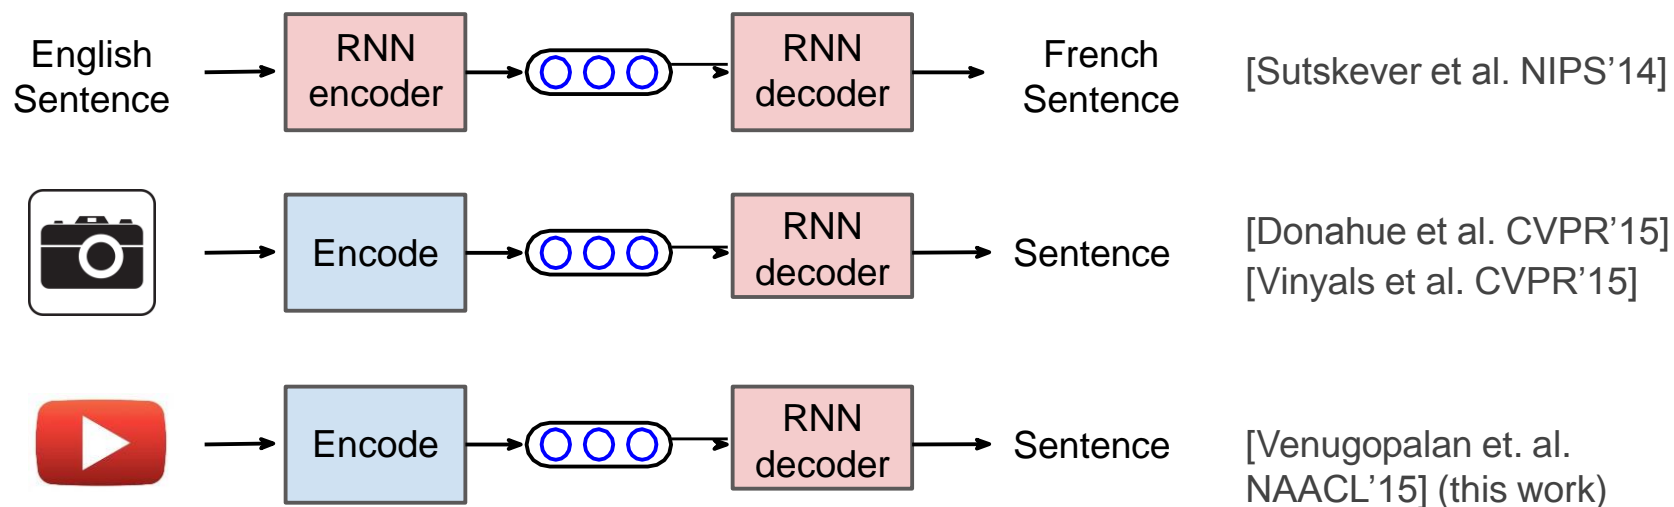 English
Sentence
RNN
encoder
RNN
decoder
French
Sentence
[Sutskever et al. NIPS’14]
Encode
RNN
decoder
Sentence
[Donahue et al. CVPR’15]
[Vinyals et al. CVPR’15]
Encode
RNN
decoder
Sentence
[Venugopalan et. al.
NAACL’15] (this work)